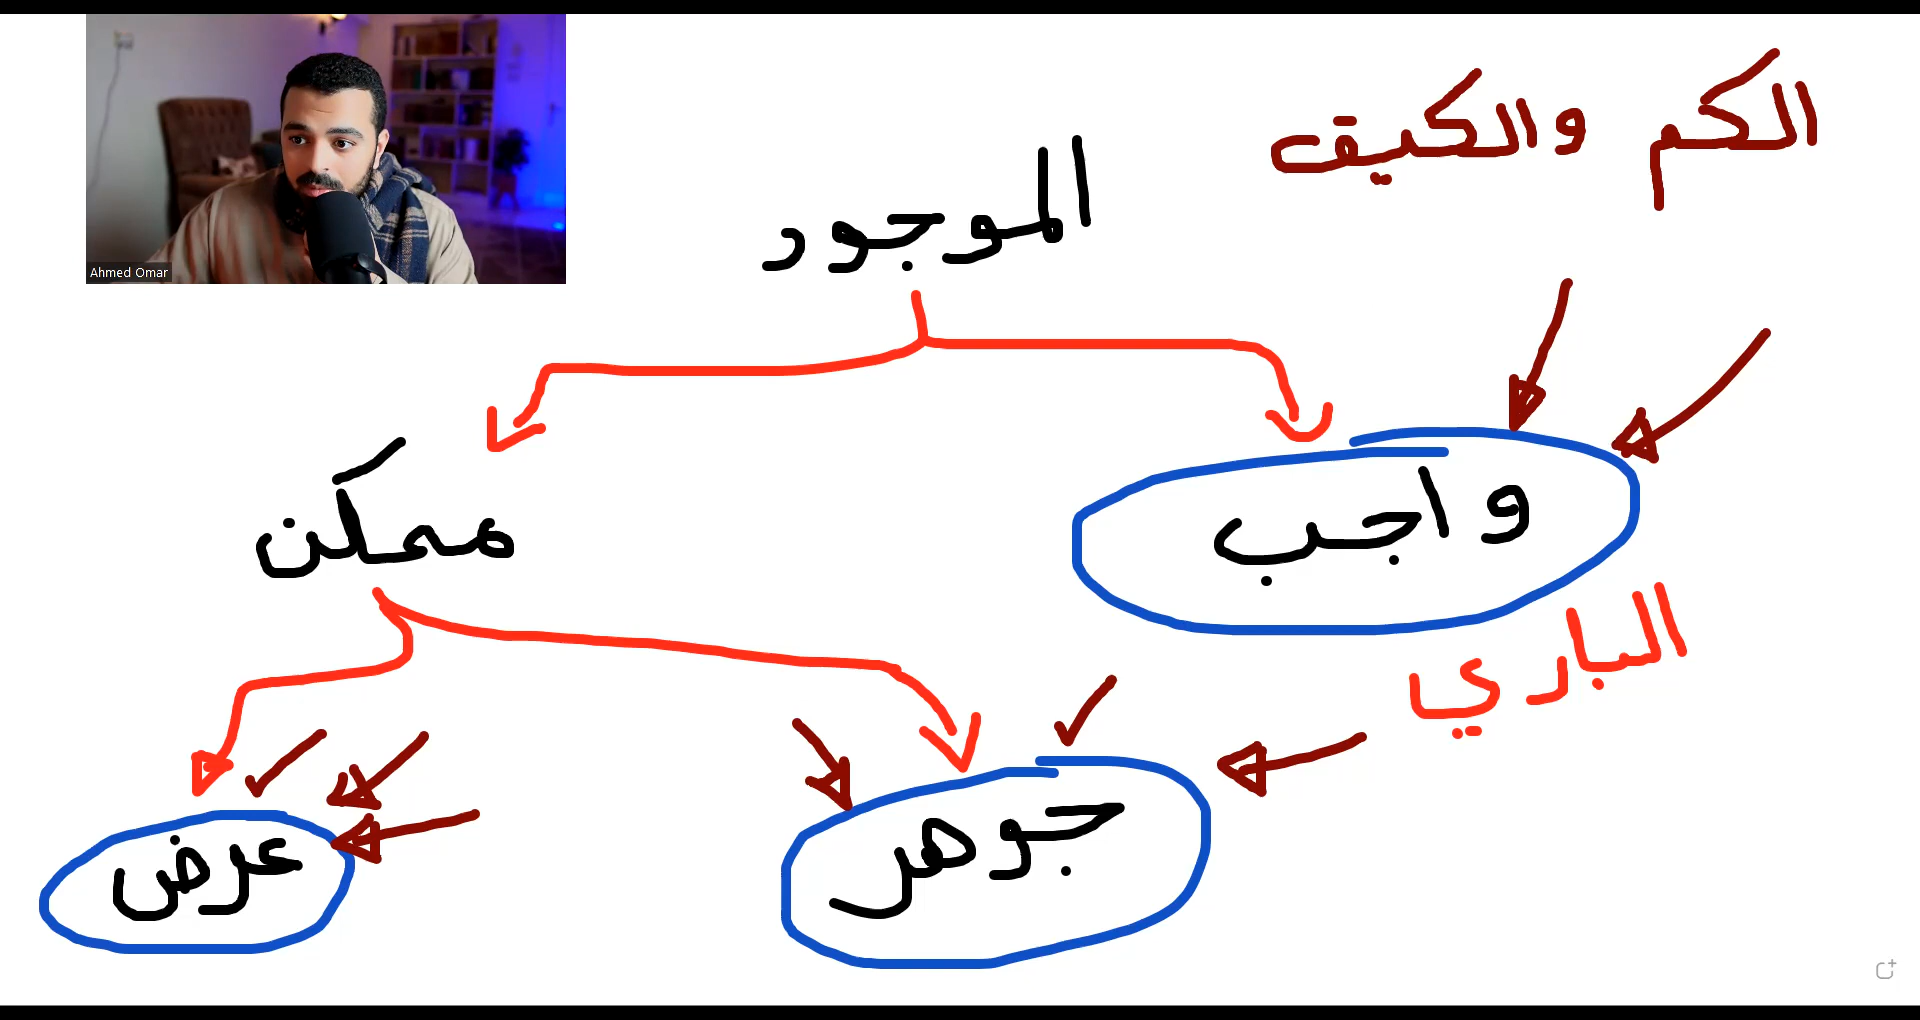 الكم والكيف
الموجود
واجب
ممكن
الباري
جوهر
عرض
Ahmed Omar